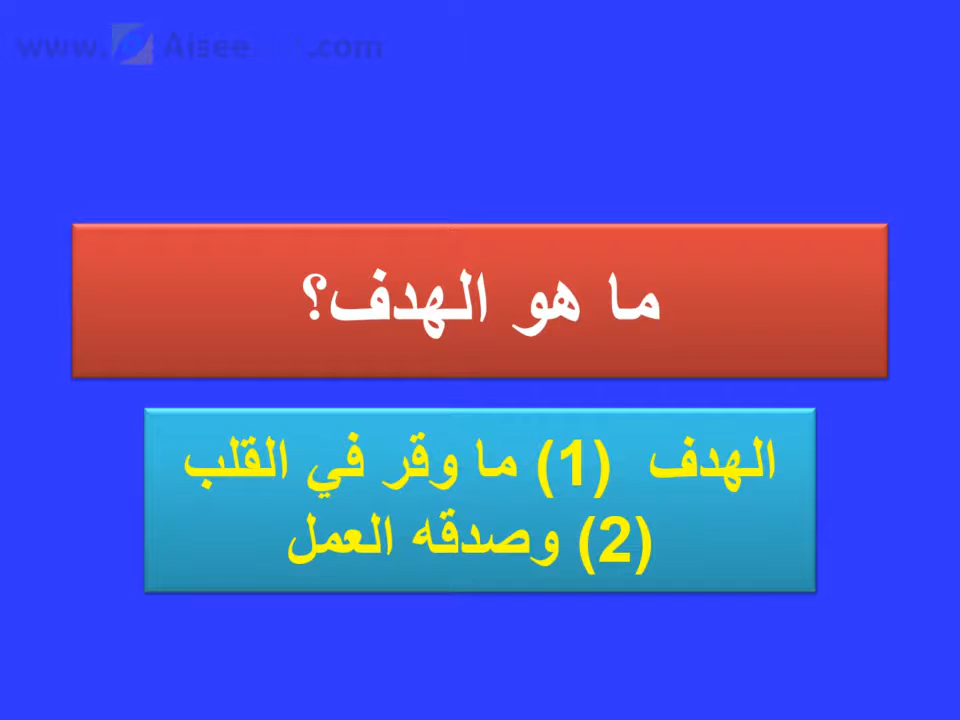 www. Aisee .com
ما هو الهدف؟
الهدف (1) ما وقر في القلب
(2) وصدقه العمل